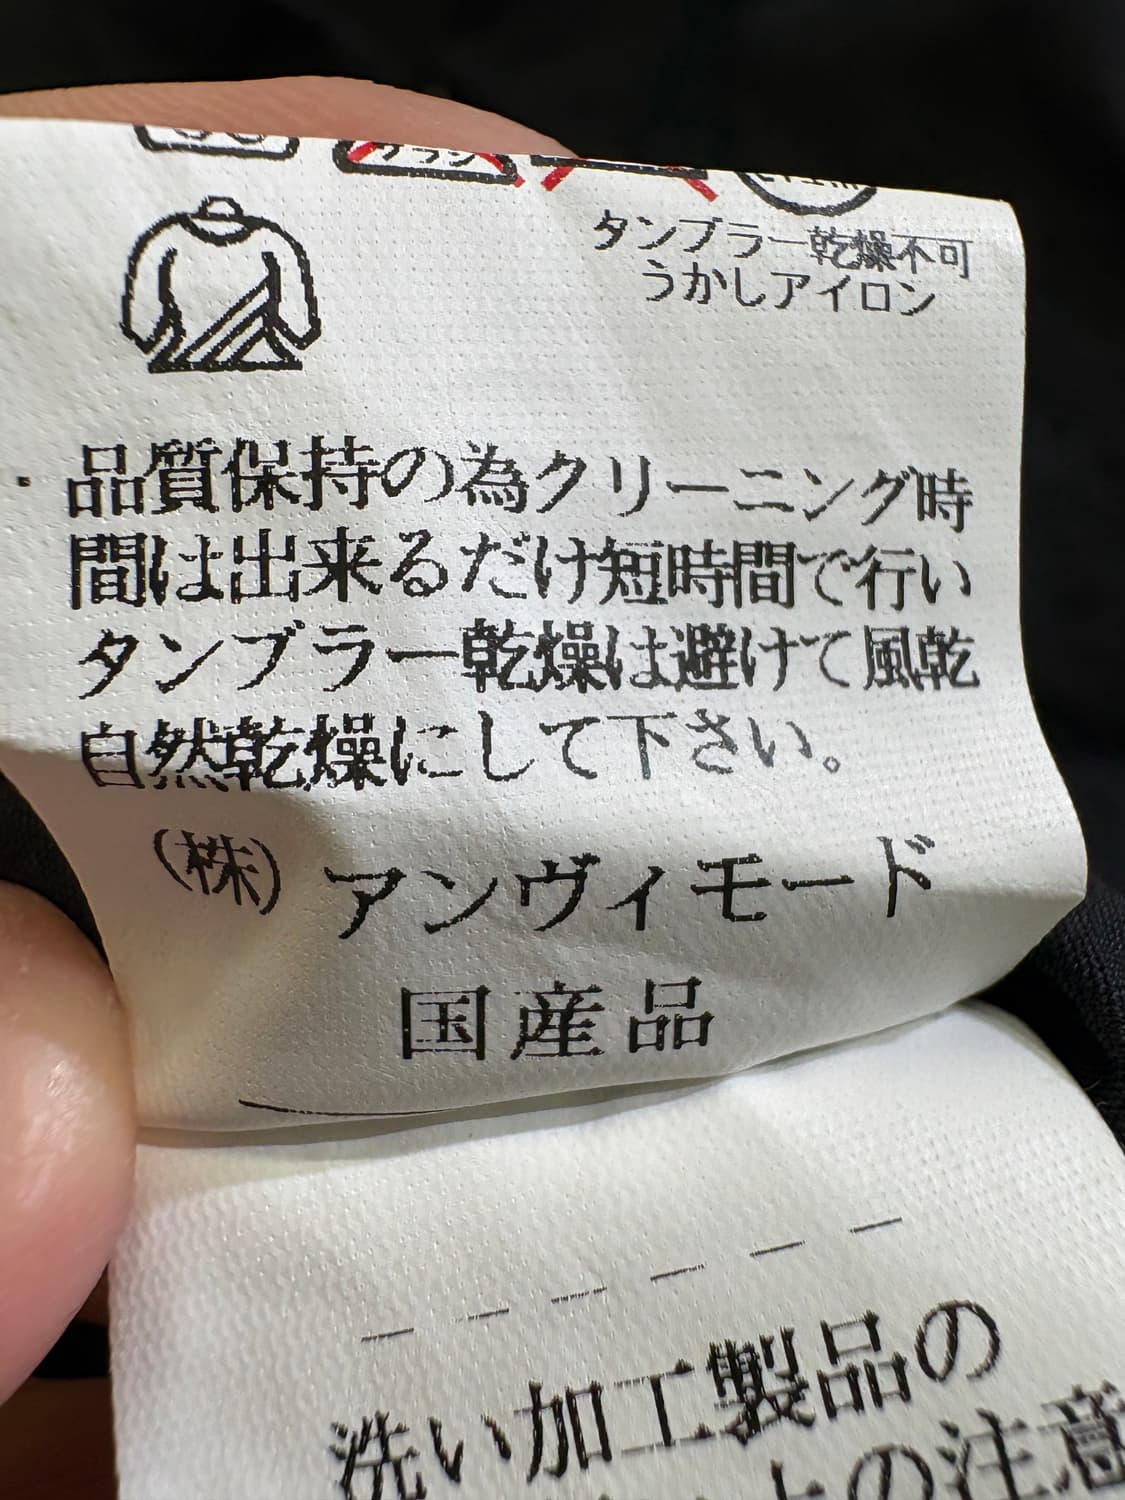 タンブラー乾燥不可
うかしアイロン
・品質保持の為クリーニング時
間は出来るだけ短時間で行い
タンブラー乾燥は避けて風乾
自然乾燥にして下さい。
(株)アンヴィモード
国産品
洗い加工製品の
の注意